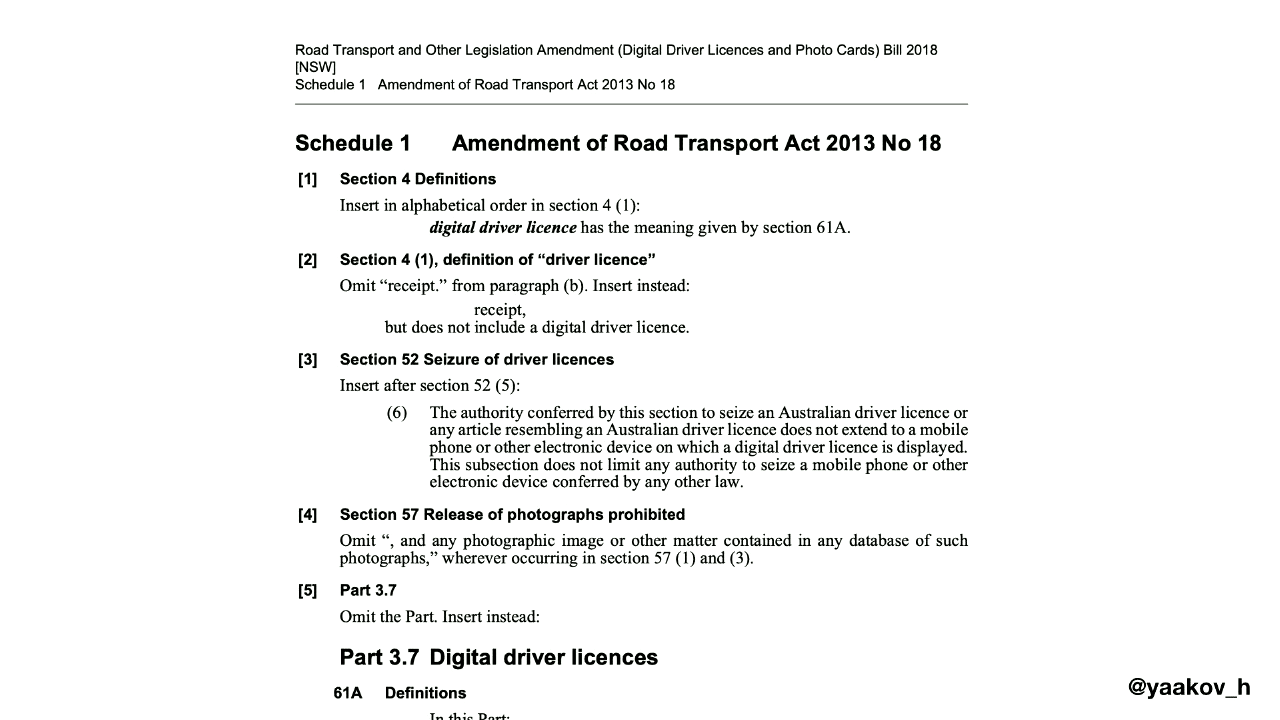 Road Transport and Other Legislation Amendment (Digital Driver Licences and Photo Cards) Bill 2018
[NSW]
Schedule 1 Amendment of Road Transport Act 2013 No 18
Schedule 1 Amendment of Road Transport Act 2013 No 18
[1] Section 4 Definitions
Insert in alphabetical order in section 4 (1):
digital driver licence has the meaning given by section 61A.
[2] Section 4 (1), definition of “driver licence”
Omit “receipt.” from paragraph (b). Insert instead:
receipt,
but does not include a digital driver licence.
[3] Section 52 Seizure of driver licences
Insert after section 52 (5):
(6) The authority conferred by this section to seize an Australian driver licence or
any article resembling an Australian driver licence does not extend to a mobile
phone or other electronic device on which a digital driver licence is displayed.
This subsection does not limit any authority to seize a mobile phone or other
electronic device conferred by any other law.
[4] Section 57 Release of photographs prohibited
Omit “, and any photographic image or other matter contained in any database of such
photographs,” wherever occurring in section 57 (1) and (3).
[5] Part 3.7
Omit the Part. Insert instead:
Part 3.7 Digital driver licences
61A Definitions
In this Part:
@yaakov_h